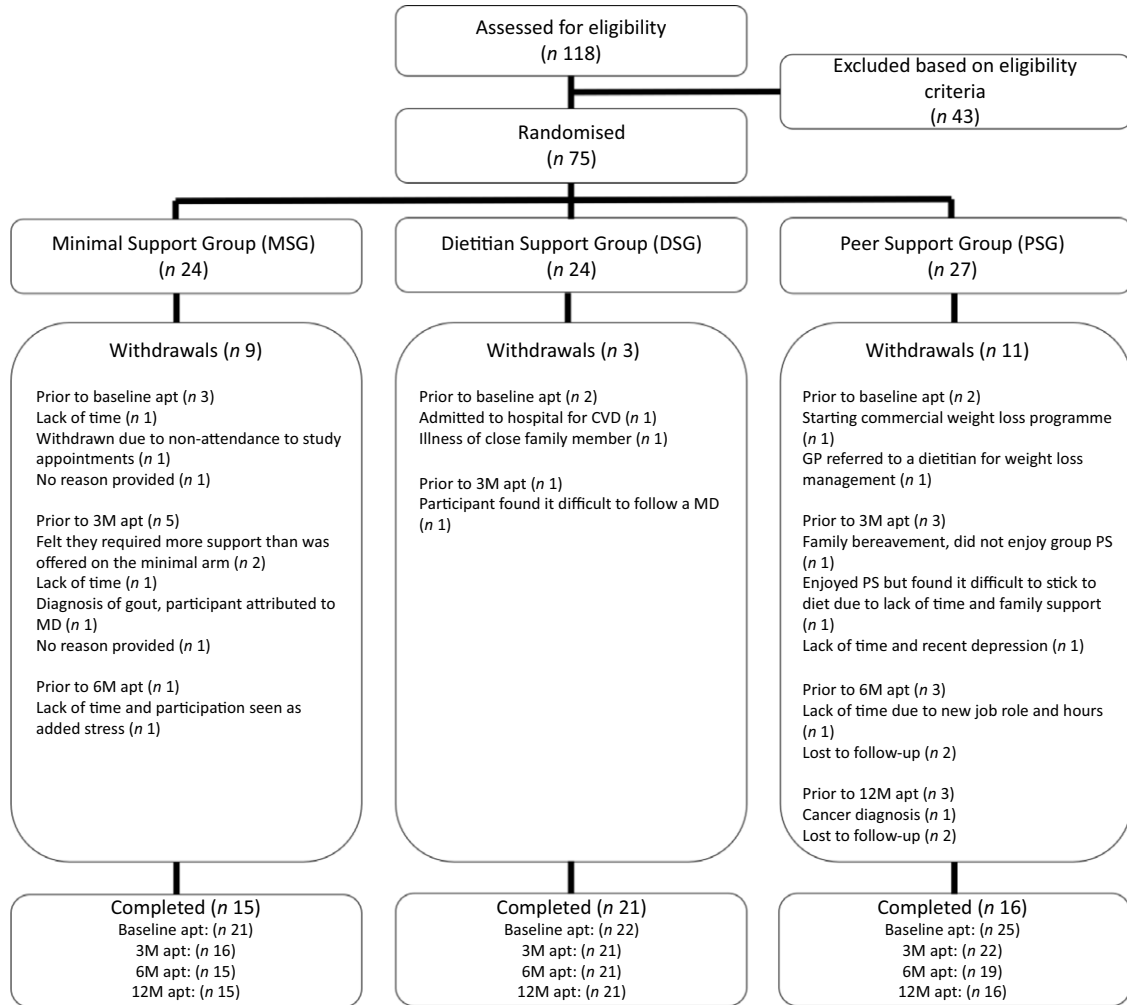 Assessed for eligibility
(n 118)
Excluded based on eligibility
criteria
(n 43)
Randomised
(n 75)
Minimal Support Group (MSG)
(n 24)
Dietitian Support Group (DSG)
(n 24)
Peer Support Group (PSG)
(n 27)
Withdrawals (n 9)
Prior to baseline apt (n 3)
Lack of time (n 1)
Withdrawn due to non-attendance to study
appointments (n 1)
No reason provided (n 1)
Prior to 3M apt (n 5)
Felt they required more support than was
offered on the minimal arm (n 2)
Lack of time (n 1)
Diagnosis of gout, participant attributed to
MD (n 1)
No reason provided (n 1)
Prior to 6M apt (n 1)
Lack of time and participation seen as
added stress (n 1)
Withdrawals (n 3)
Prior to baseline apt (n 2)
Admitted to hospital for CVD (n 1)
Illness of close family member (n 1)
Prior to 3M apt (n 1)
Participant found it difficult to follow a MD
(n 1)
Withdrawals (n 11)
Prior to baseline apt (n 2)
Starting commercial weight loss programme
(n 1)
GP referred to a dietitian for weight loss
management (n 1)
Prior to 3M apt (n 3)
Family bereavement, did not enjoy group PS
(n 1)
Enjoyed PS but found it difficult to stick to
diet due to lack of time and family support
(n 1)
Lack of time and recent depression (n 1)
Prior to 6M apt (n 3)
Lack of time due to new job role and hours
(n 1)
Lost to follow-up (n 2)
Prior to 12M apt (n 3)
Cancer diagnosis (n 1)
Lost to follow-up (n 2)
Completed (n 15)
Baseline apt: (n 21)
3M apt: (n 16)
6M apt: (n 15)
12M apt: (n 15)
Completed (n 21)
Baseline apt: (n 22)
3M apt: (n 21)
6M apt: (n 21)
12M apt: (n 21)
Completed (n 16)
Baseline apt: (n 25)
3M apt: (n 22)
6M apt: (n 19)
12M apt: (n 16)